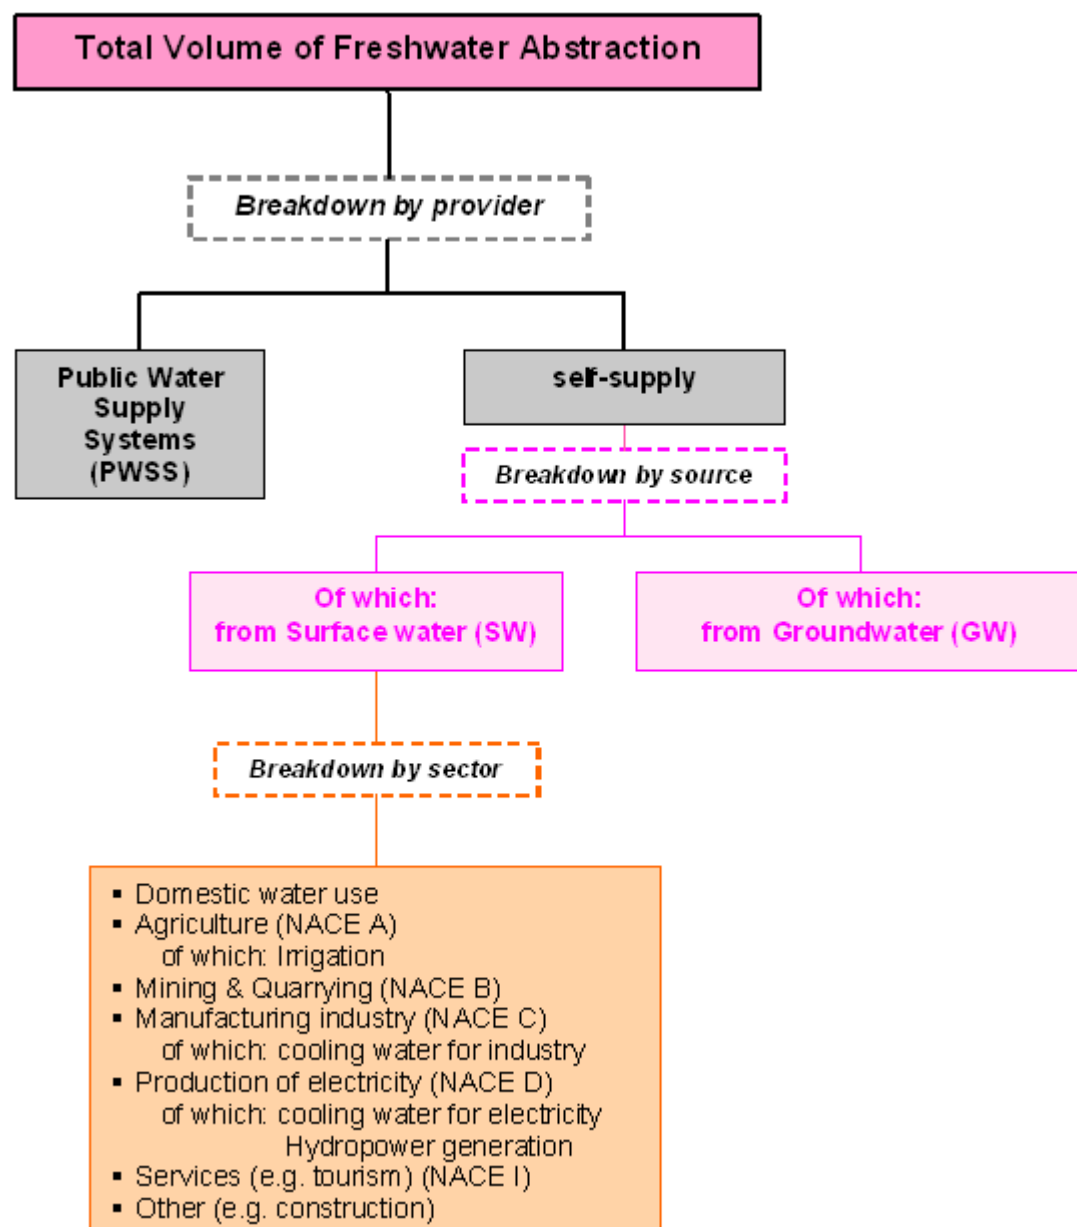 Total Volume of Freshwater Abstraction
Breakdown by provider
Public Water
Supply
Systems
(PWSS)
self-supply
Breakdown by source
Of which:
from Surface water (SW)
Of which:
from Groundwater (GW)
Breakdown by sector
▪ Domestic water use
▪ Agriculture (NACE A)
of which: Irrigation
▪ Mining & Quarrying (NACE B)
▪ Manufacturing industry (NACE C)
of which: cooling water for industry
▪ Production of electricity (NACE D)
of which: cooling water for electricity
Hydropower generation
▪ Services (e.g. tourism) (NACE I)
▪ Other (e.g. construction)